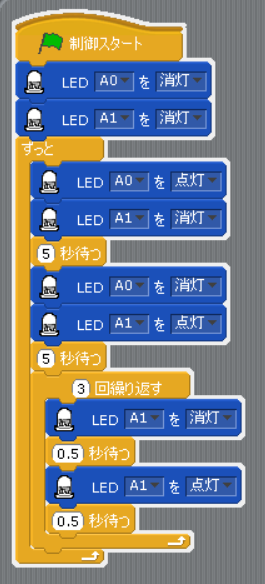 制御スタート
LED A0 を 消灯
LED A1 を 消灯
ずっと
LED A0 を 点灯
LED A1 を 消灯
5 秒待つ
LED A0 を 消灯
LED A1 を 点灯
5 秒待つ
3 回繰り返す
LED A1 を 消灯
0.5 秒待つ
LED A1 を 点灯
0.5 秒待つ